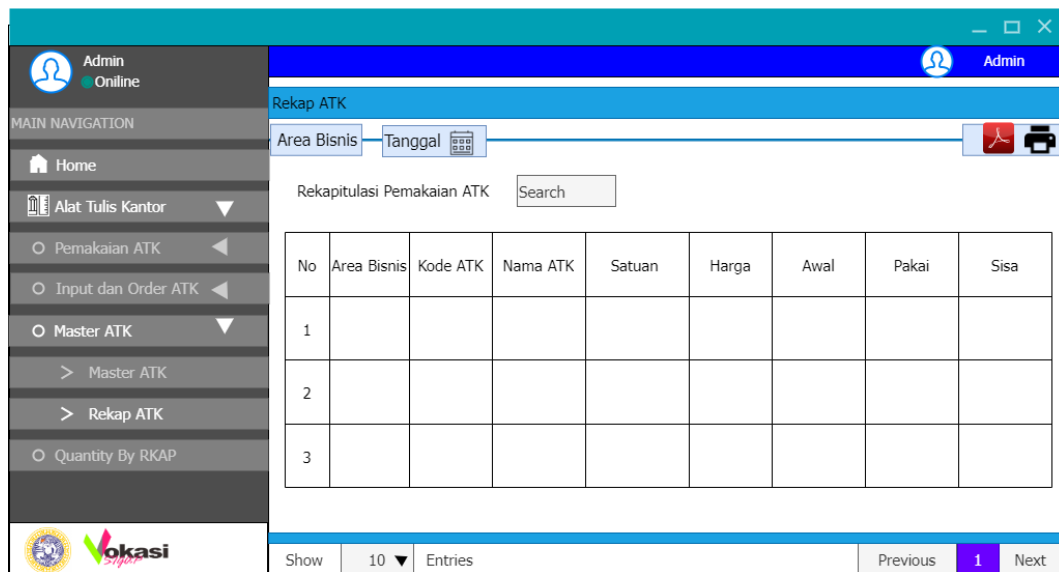 Admin
Oniline
Admin
MAIN NAVIGATION
Home
Alat Tulis Kantor
Pemakaian ATK
Input dan Order ATK
Master ATK
> Master ATK
> Rekap ATK
Quantity By RKAP
Vokasi
Rekap ATK
Area Bisnis
Tanggal
Rekapitulasi Pemakaian ATK Search
No Area Bisnis Kode ATK Nama ATK Satuan Harga Awal Pakai Sisa
1
2
3
Show 10 ▼ Entries Previous 1 Next